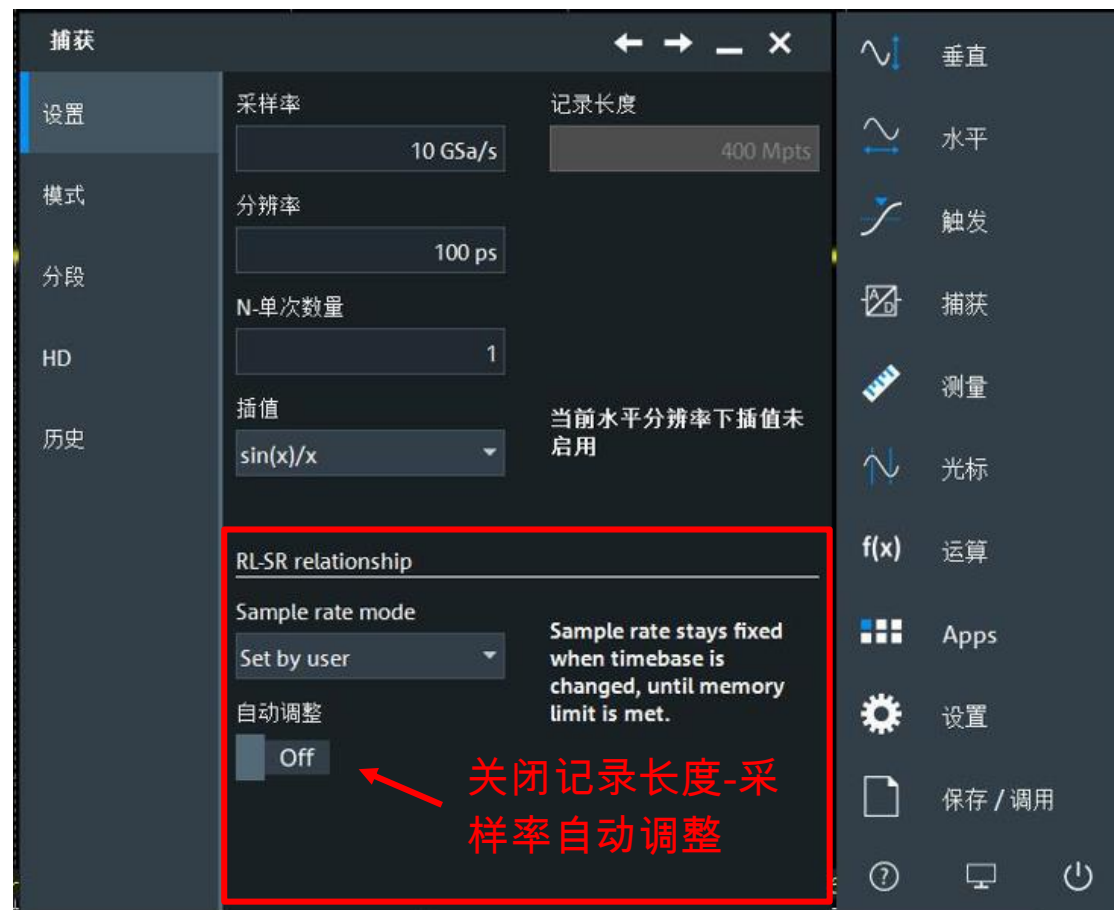 捕获
设置
模式
分段
HD
历史
采样率
10 GSa/s
记录长度
400 Mpts
分辨率
100 ps
N-单次数量
1
插值
sin(x)/x
当前水平分辨率下插值未
启用
RL-SR relationship
Sample rate mode
Set by user
Sample rate stays fixed
when timebase is
changed, until memory
limit is met.
自动调整
Off
关闭记录长度-采
样率自动调整
垂直
水平
触发
A/D
捕获
测量
光标
f(x)
运算
Apps
设置
保存 / 调用
?